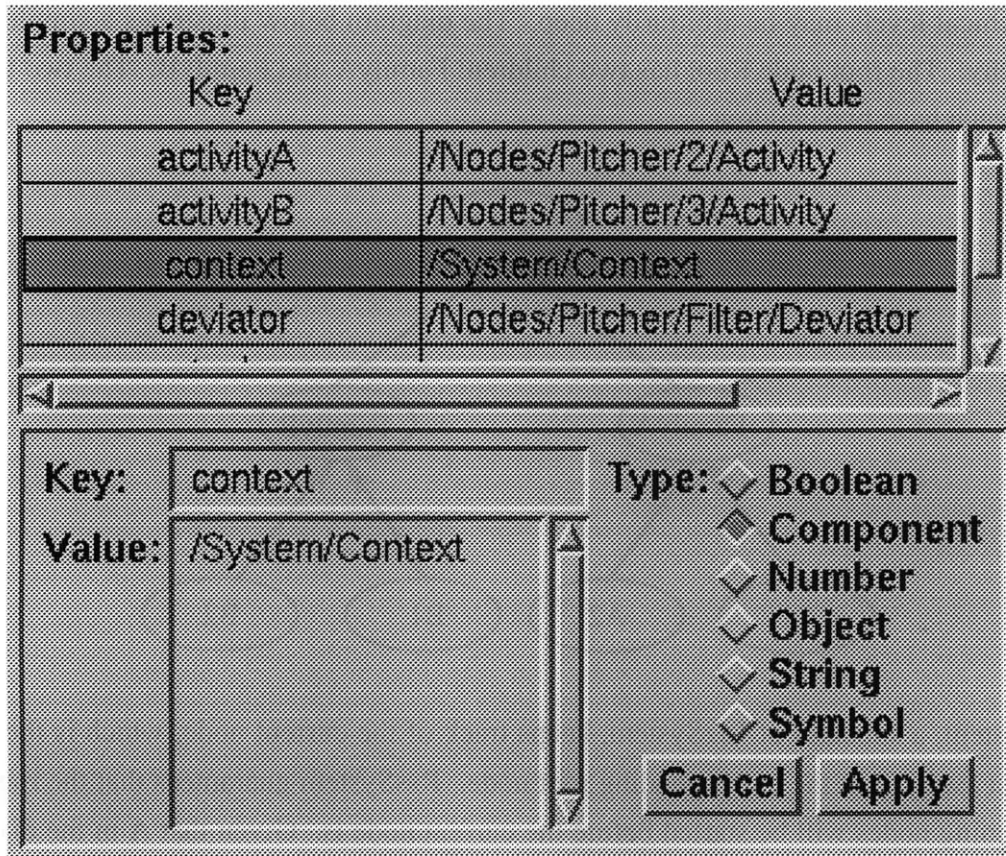 Properties:
Key Value
activityA /Nodes/Pitcher/2/Activity
activityB /Nodes/Pitcher/3/Activity
context /System/Context
deviator /Nodes/Pitcher/Filter/Deviator
Key: context Type: Boolean
Component
Value: /System/Context
Number
Object
String
Symbol
Cancel Apply